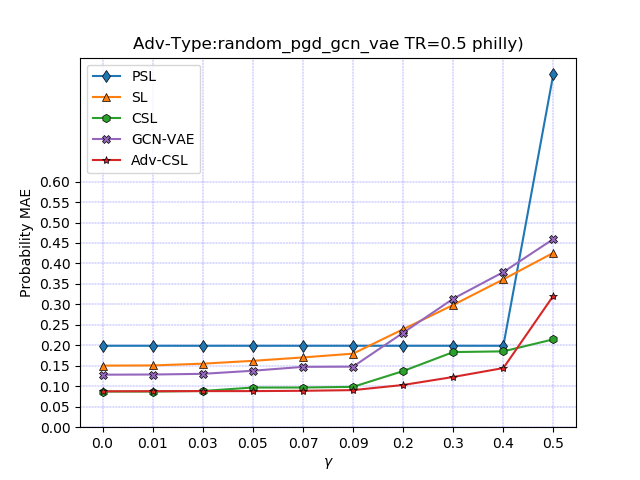 Adv-Type:random_pgd_gcn_vae TR=0.5 philly)
PSL
SL
CSL
GCN-VAE
Adv-CSL
Probability MAE
0.60
0.55
0.50
0.45
0.40
0.35
0.30
0.25
0.20
0.15
0.10
0.05
0.00
0.0 0.01 0.03 0.05 0.07 0.09 0.2 0.3 0.4 0.5
γ